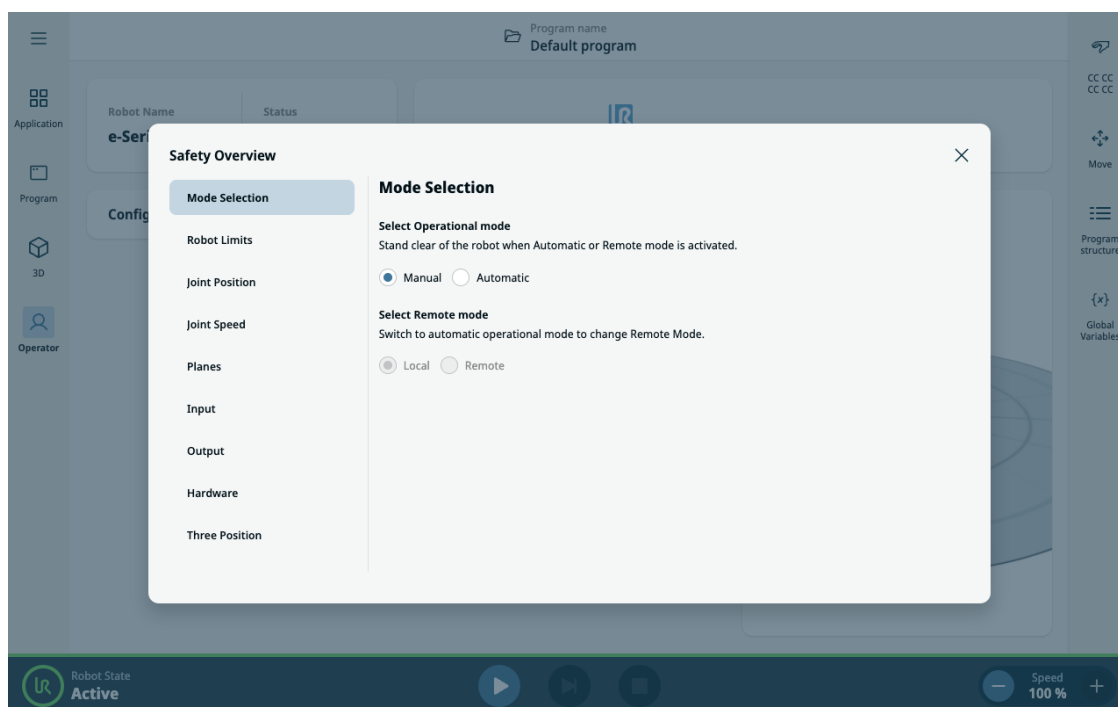 Program name
Default program
Application
Program
3D
Operator
Robot Name
Status
e-Seri
Config
Safety Overview
Mode Selection
Robot Limits
Joint Position
Joint Speed
Planes
Input
Output
Hardware
Three Position
Mode Selection
Select Operational mode
Stand clear of the robot when Automatic or Remote mode is activated.
Manual Automatic
Select Remote mode
Switch to automatic operational mode to change Remote Mode.
Local Remote
CC CC
CC CC
Move
Program
structure
{x}
Global
Variables
UR
Robot State
Active
Speed
100 %